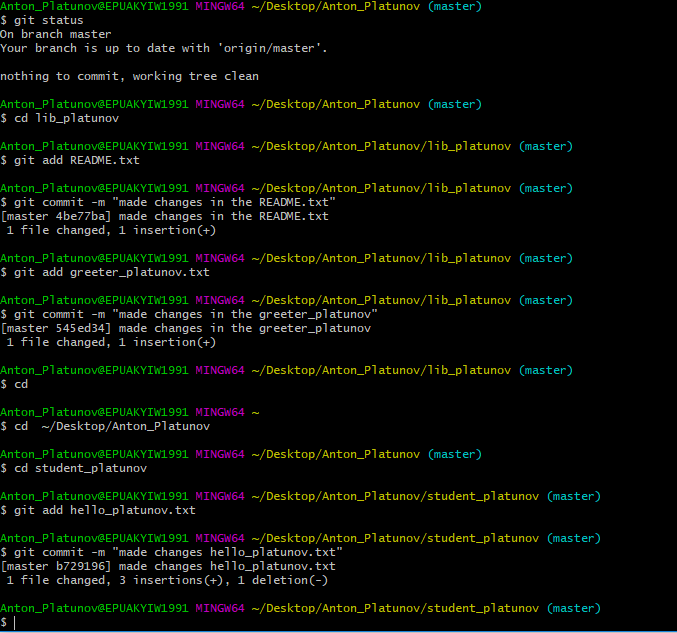 Anton_Platunov@EPUAKYIW1991 MINGW64 ~/Desktop/Anton_Platunov (master)
$ git status
On branch master
Your branch is up to date with 'origin/master'.
nothing to commit, working tree clean
Anton_Platunov@EPUAKYIW1991 MINGW64 ~/Desktop/Anton_Platunov (master)
$ cd lib_platunov
Anton_Platunov@EPUAKYIW1991 MINGW64 ~/Desktop/Anton_Platunov/lib_platunov (master)
$ git add README.txt
Anton_Platunov@EPUAKYIW1991 MINGW64 ~/Desktop/Anton_Platunov/lib_platunov (master)
$ git commit -m "made changes in the README.txt"
[master 4be77ba] made changes in the README.txt
 1 file changed, 1 insertion(+)
Anton_Platunov@EPUAKYIW1991 MINGW64 ~/Desktop/Anton_Platunov/lib_platunov (master)
$ git add greeter_platunov.txt
Anton_Platunov@EPUAKYIW1991 MINGW64 ~/Desktop/Anton_Platunov/lib_platunov (master)
$ git commit -m "made changes in the greeter_platunov"
[master 545ed34] made changes in the greeter_platunov
 1 file changed, 1 insertion(+)
Anton_Platunov@EPUAKYIW1991 MINGW64 ~/Desktop/Anton_Platunov/lib_platunov (master)
$ cd
Anton_Platunov@EPUAKYIW1991 MINGW64 ~
$ cd  ~/Desktop/Anton_Platunov
Anton_Platunov@EPUAKYIW1991 MINGW64 ~/Desktop/Anton_Platunov (master)
$ cd student_platunov
Anton_Platunov@EPUAKYIW1991 MINGW64 ~/Desktop/Anton_Platunov/student_platunov (master)
$ git add hello_platunov.txt
Anton_Platunov@EPUAKYIW1991 MINGW64 ~/Desktop/Anton_Platunov/student_platunov (master)
$ git commit -m "made changes hello_platunov.txt"
[master b729196] made changes hello_platunov.txt
 1 file changed, 3 insertions(+), 1 deletion(-)
Anton_Platunov@EPUAKYIW1991 MINGW64 ~/Desktop/Anton_Platunov/student_platunov (master)
$